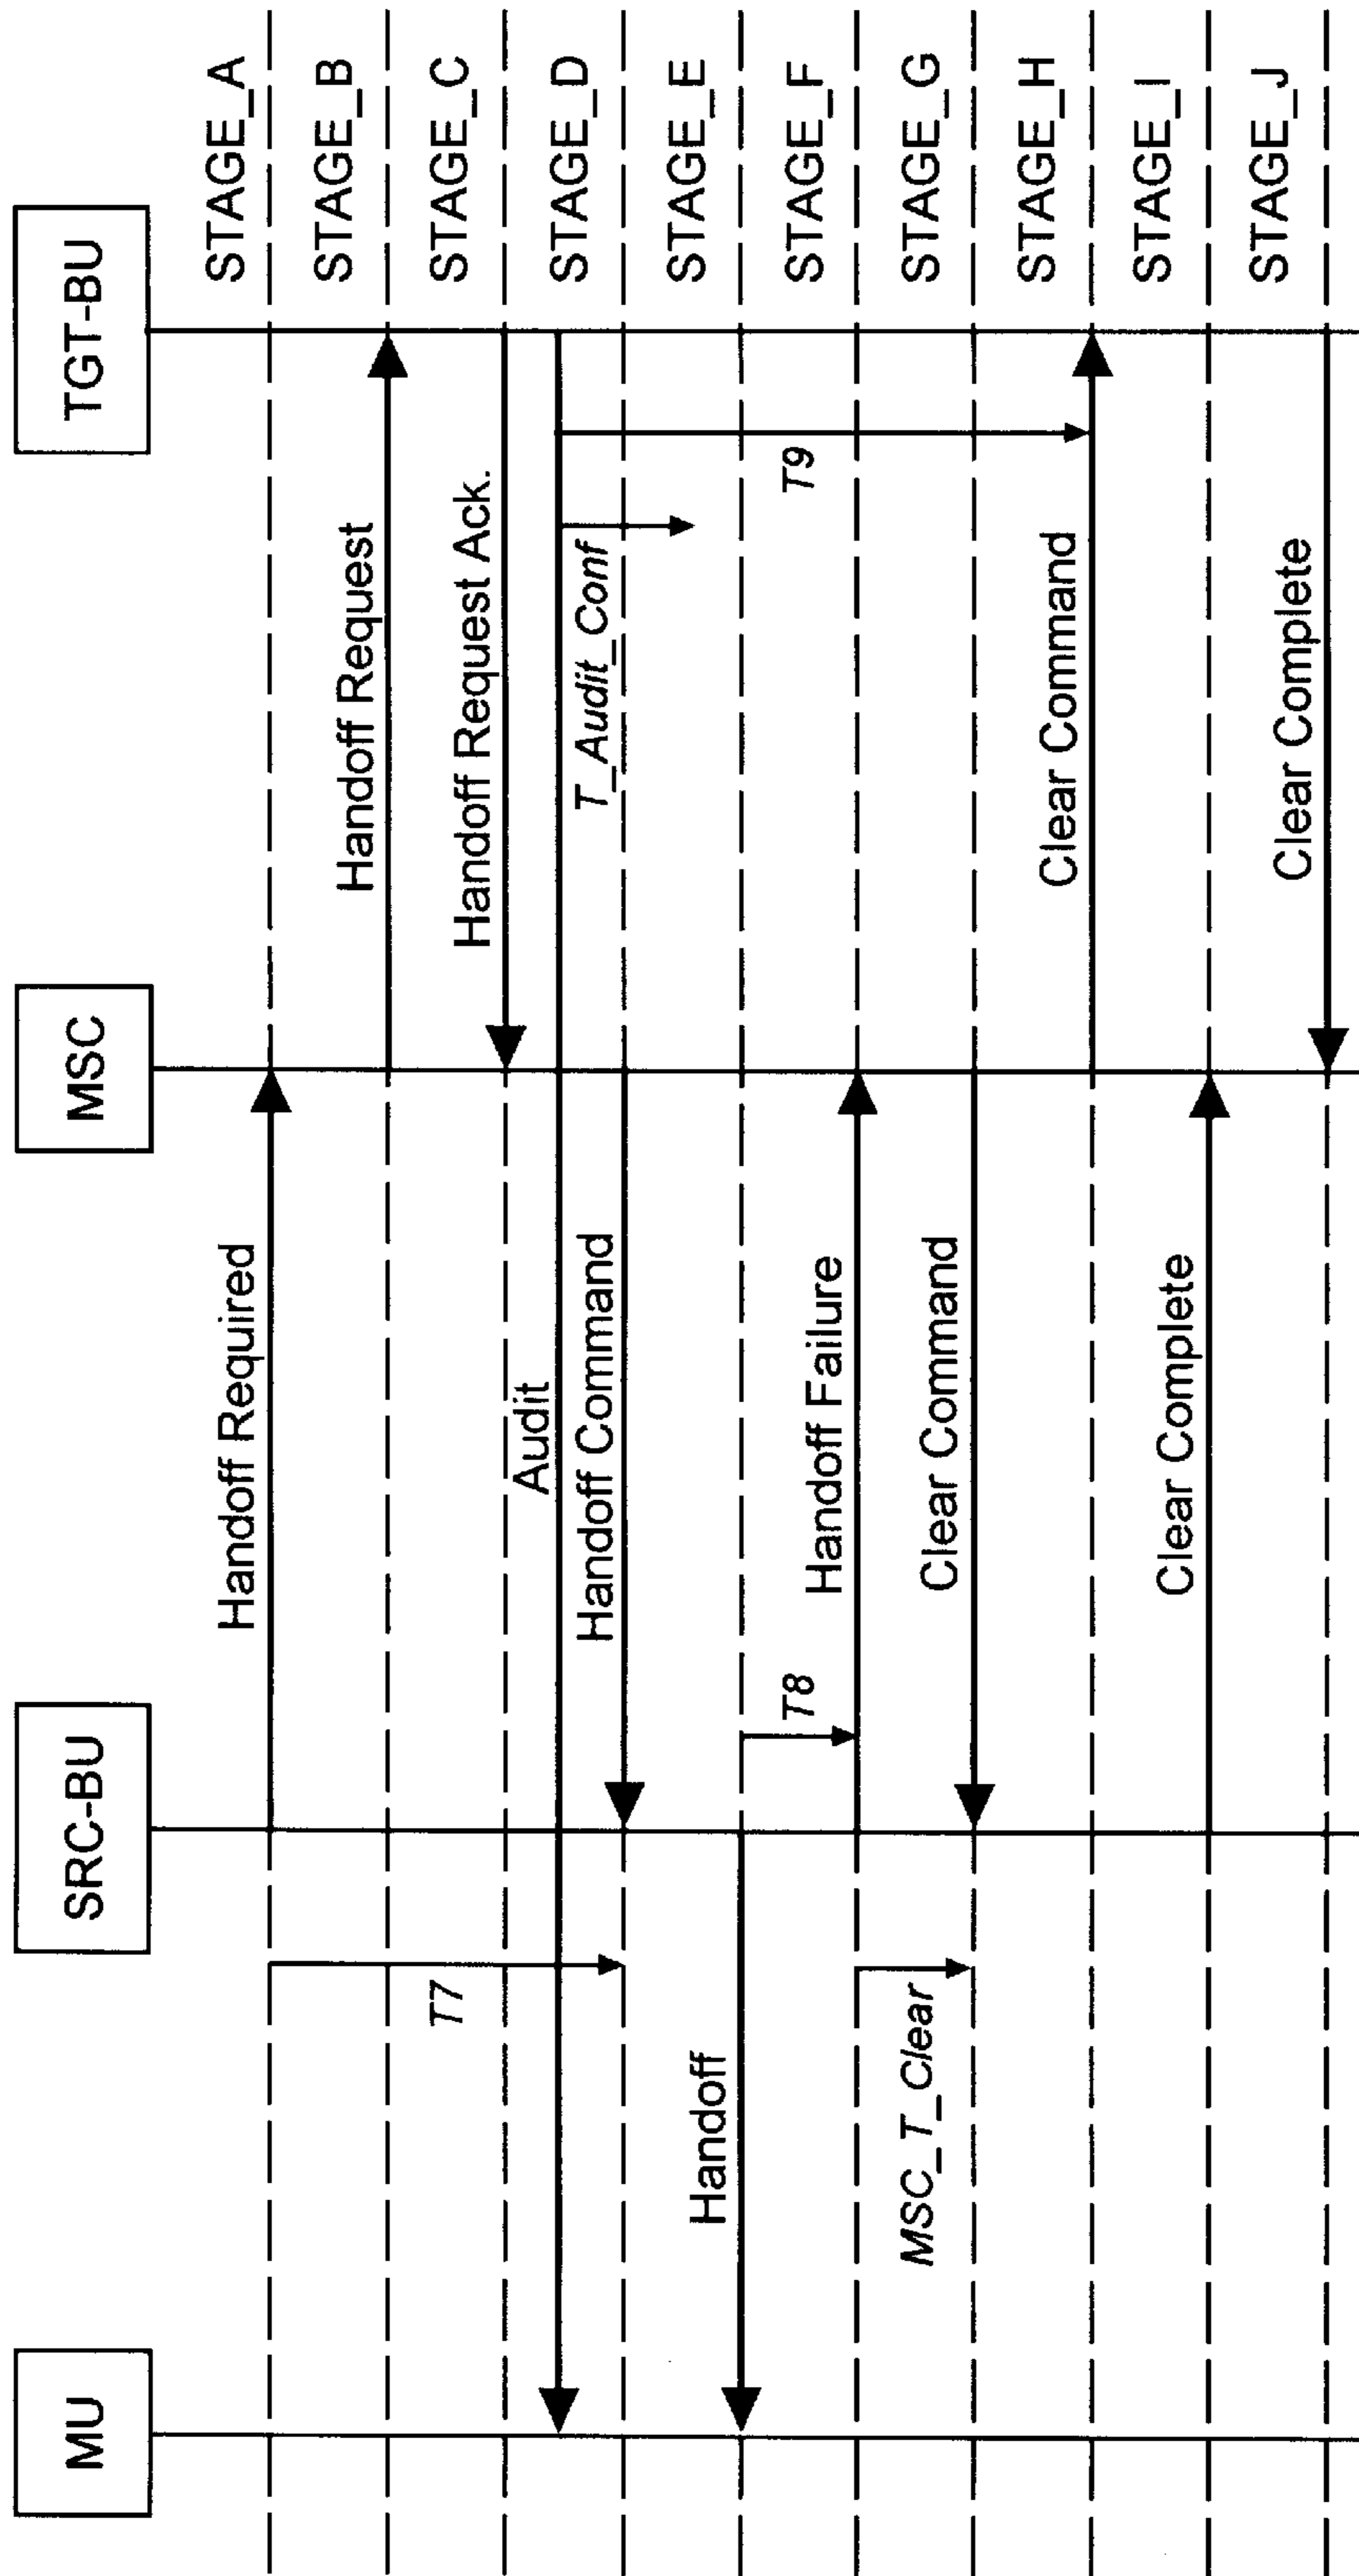 MU
SRC-BU
MSC
TGT-BU
STAGE_A
Handoff Required
STAGE_B
Handoff Request
STAGE_C
T7
Handoff Request Ack.
STAGE_D
Audit
Handoff Command
T_Audit_Conf
STAGE_E
Handoff
STAGE_F
T8
T9
Handoff Failure
STAGE_G
MSC_T_Clear
Clear Command
STAGE_H
Clear Command
STAGE_I
Clear Complete
STAGE_J
Clear Complete